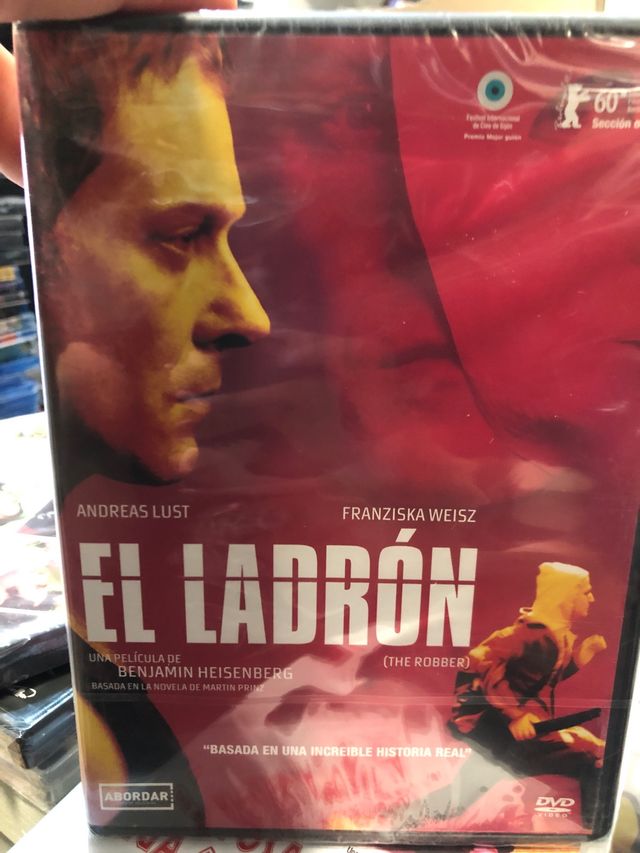 Festival Internacional
de Cine de Gijón
Premio Mejor guión
60
Sección o
ANDREAS LUST
FRANZISKA WEISZ
EL LADRÓN
(THE ROBBER)
UNA PELÍCULA DE
BENJAMIN HEISENBERG
BASADA EN LA NOVELA DE MARTIN PRINZ
"BASADA EN UNA INCREIBLE HISTORIA REAL"
ABORDAR
DVD
VIDEO